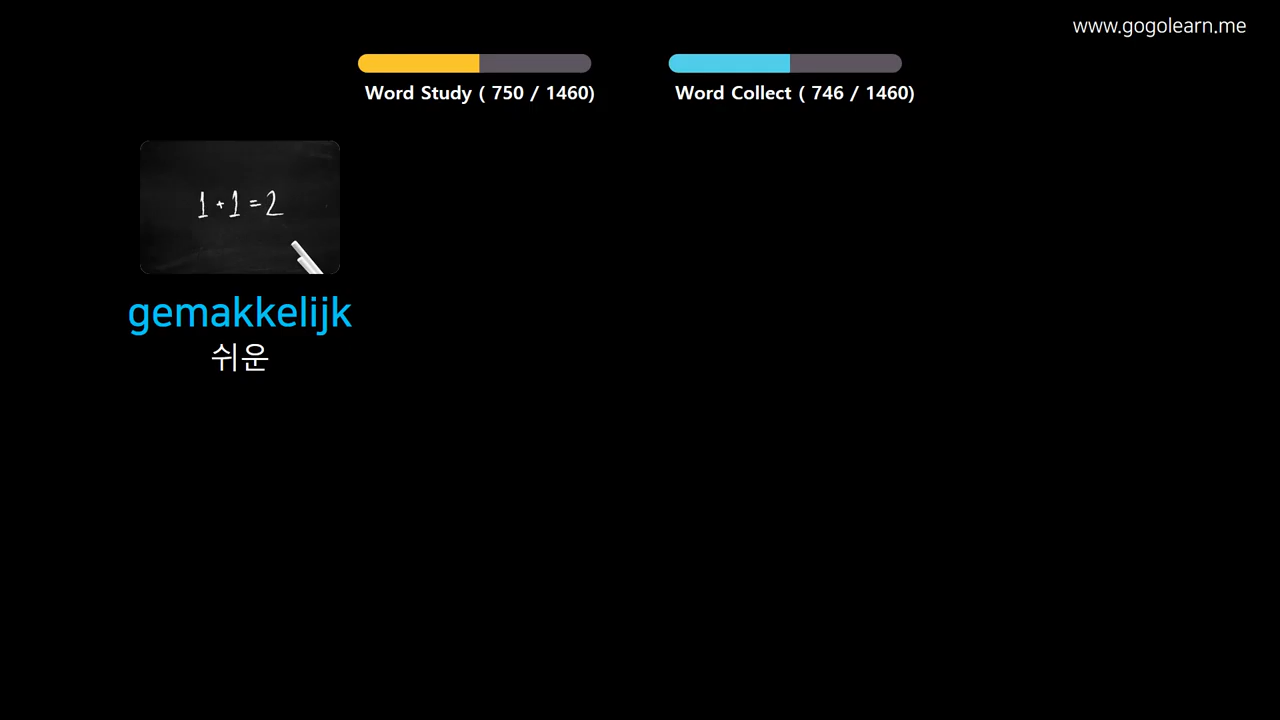 www.gogolearn.me
Word Study ( 750 / 1460)
Word Collect ( 746 / 1460)
1+1=2
gemakkelijk
쉬운